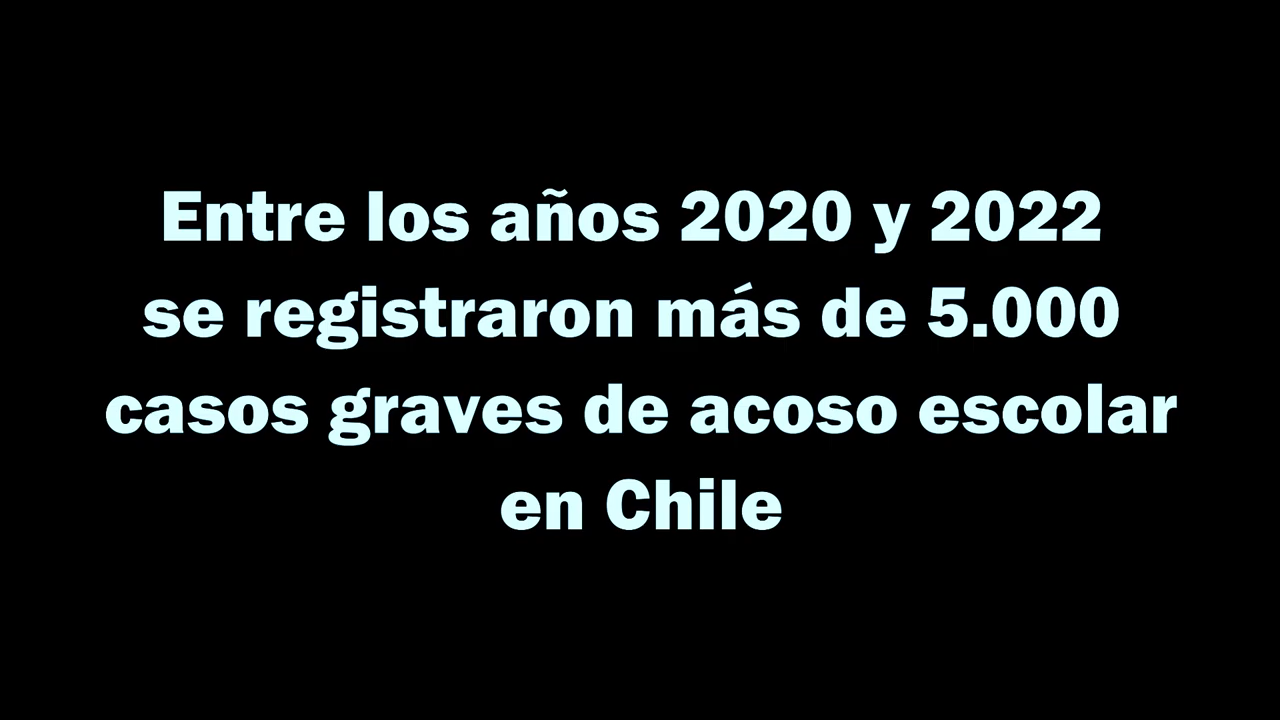 Entre los años 2020 y 2022
se registraron más de 5.000
casos graves de acoso escolar
en Chile